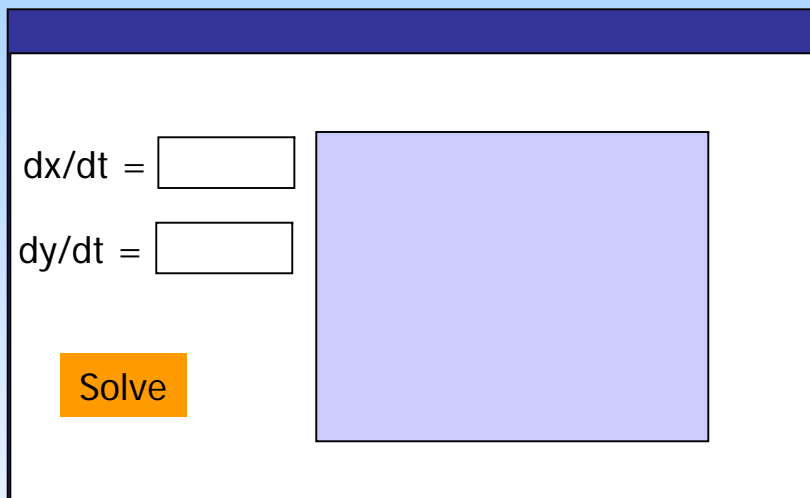 dx/dt =
dy/dt =
Solve